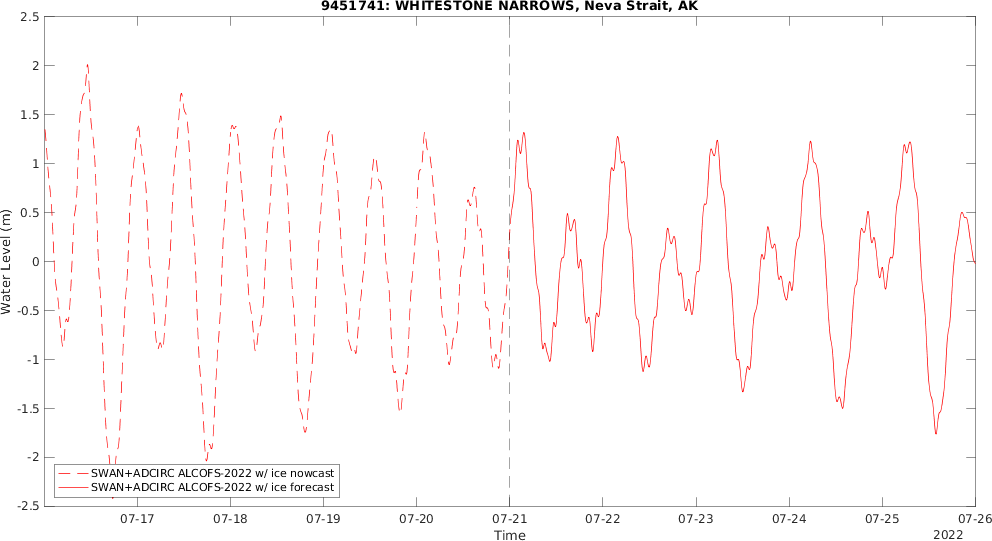 9451741: WHITESTONE NARROWS, Neva Strait, AK
2.5
2
1.5
1
0.5
0
-0.5
-1
-1.5
-2
-2.5
Water Level (m)
SWAN+ADCIRC ALCOFS-2022 w/ ice nowcast
SWAN+ADCIRC ALCOFS-2022 w/ ice forecast
07-17 07-18 07-19 07-20 07-21 07-22 07-23 07-24 07-25 07-26
Time
2022